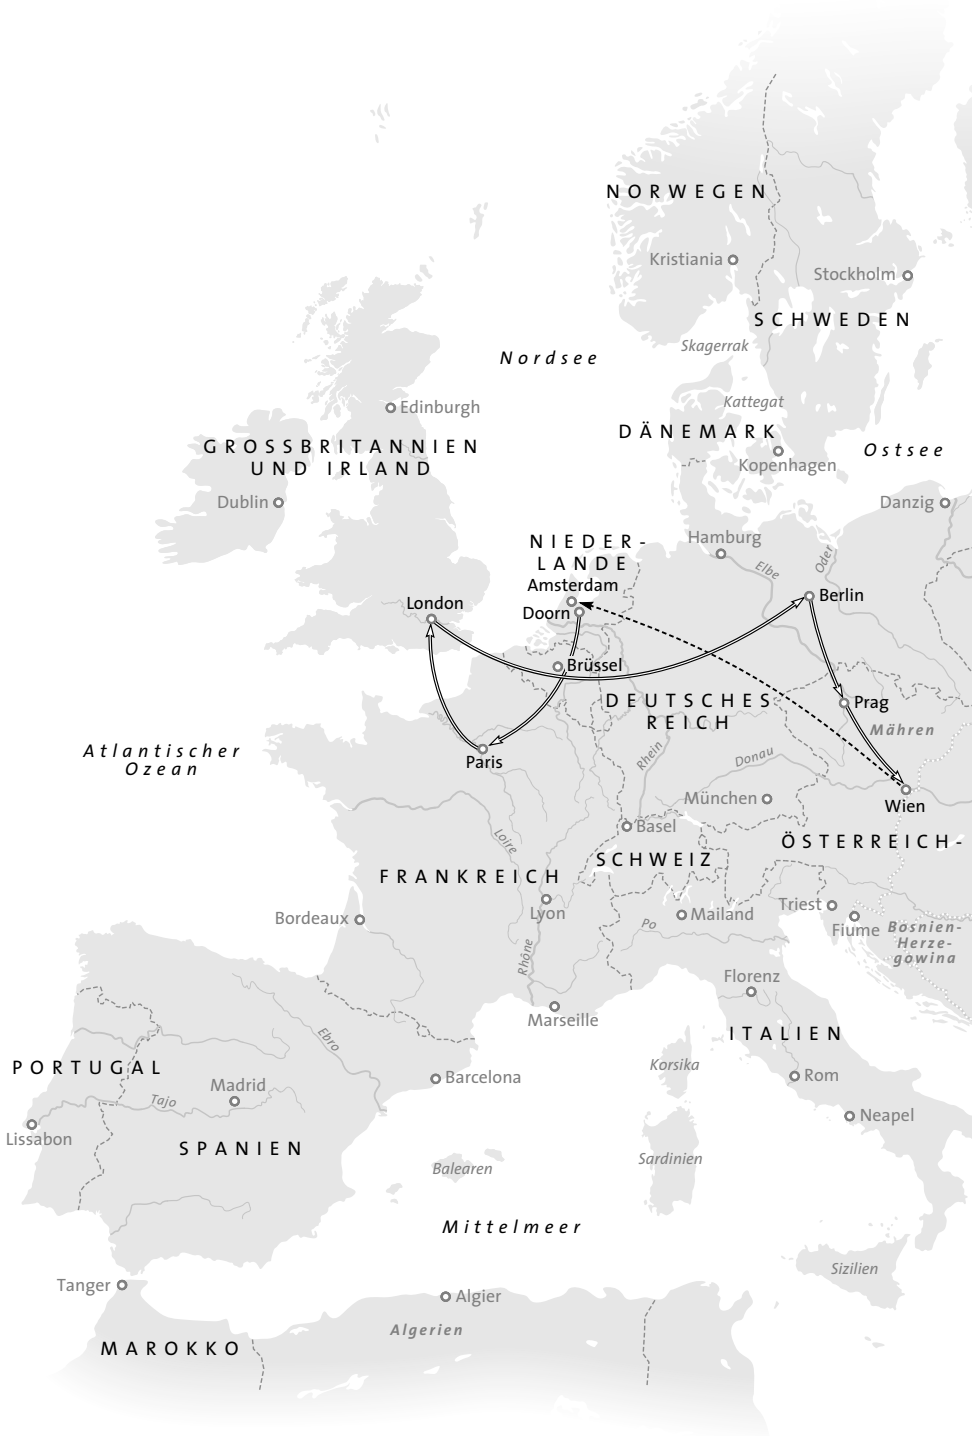 NORWEGEN
Kristiania
Stockholm
SCHWEDEN
Skagerrak
Nordsee
Kattegat
Edinburgh
DÄNEMARK
GROSSBRITANNIEN
UND IRLAND
Ostsee
Kopenhagen
Dublin
Danzig
Hamburg
NIEDER-
LANDE
Elbe
Oder
Amsterdam
Berlin
London
Doorn
Brüssel
DEUTSCHES
REICH
Prag
Mähren
Atlantischer
Ozean
Paris
Rhein
Donau
München
Wien
Basel
Loire
ÖSTERREICH-
SCHWEIZ
FRANKREICH
Lyon
Mailand
Triest
Bordeaux
Po
Fiume
Bosnien-
Herze-
gowina
Rhône
Florenz
Marseille
ITALIEN
Ebro
Korsika
PORTUGAL
Madrid
Barcelona
Rom
Tajo
Neapel
Lissabon
SPANIEN
Balearen
Sardinien
Mittelmeer
Sizilien
Tanger
Algier
Algerien
MAROKKO